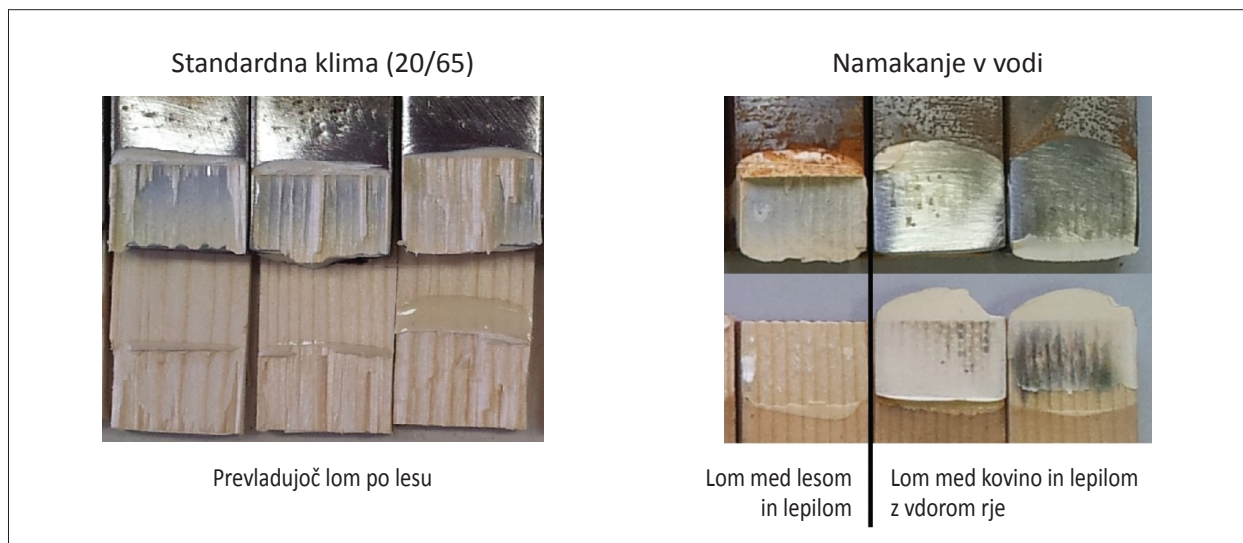 Standardna klima (20/65)
Namakanje v vodi
Prevladujoč lom po lesu
Lom med lesom
in lepilom
Lom med kovino in lepilom
z vdorom rje